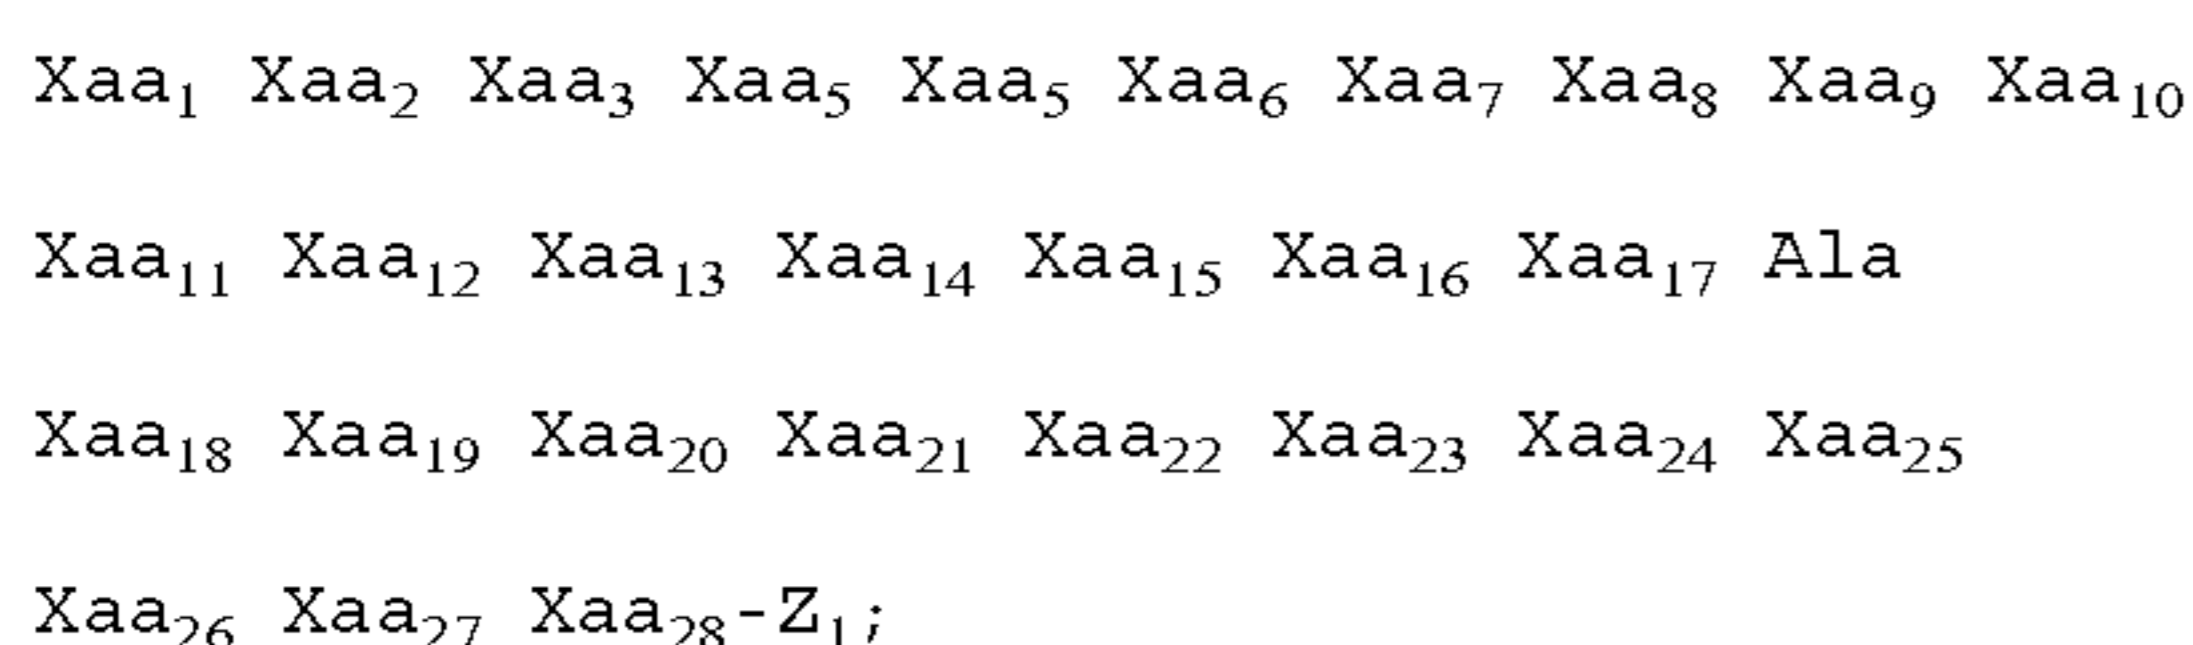 Xaa₁ Xaa₂ Xaa₃ Xaa₅ Xaa₅ Xaa₆ Xaa₇ Xaa₈ Xaa₉ Xaa₁₀
Xaa₁₁ Xaa₁₂ Xaa₁₃ Xaa₁₄ Xaa₁₅ Xaa₁₆ Xaa₁₇ Ala
Xaa₁₈ Xaa₁₉ Xaa₂₀ Xaa₂₁ Xaa₂₂ Xaa₂₃ Xaa₂₄ Xaa₂₅
Xaa₂₆ Xaa₂₇ Xaa₂₈-Z₁;